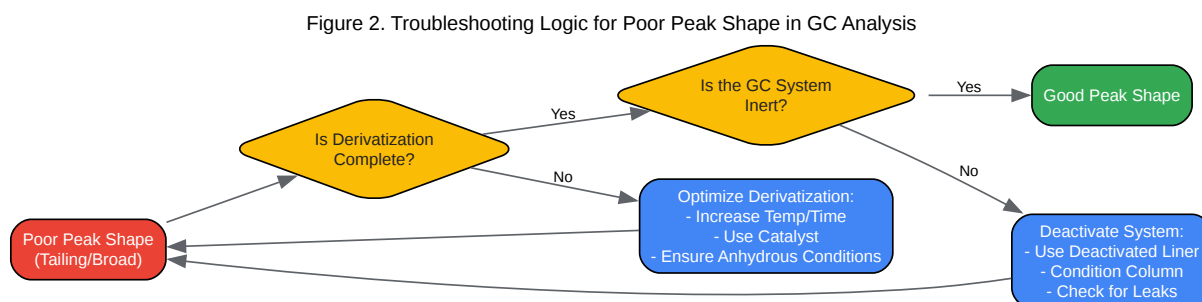 Figure 2. Troubleshooting Logic for Poor Peak Shape in GC Analysis
Poor Peak Shape
(Tailing/Broad)
Is Derivatization
Complete?
Yes
No
Is the GC System
Inert?
Optimize Derivatization:
- Increase Temp/Time
- Use Catalyst
- Ensure Anhydrous Conditions
Yes
No
Good Peak Shape
Deactivate System:
- Use Deactivated Liner
- Condition Column
- Check for Leaks